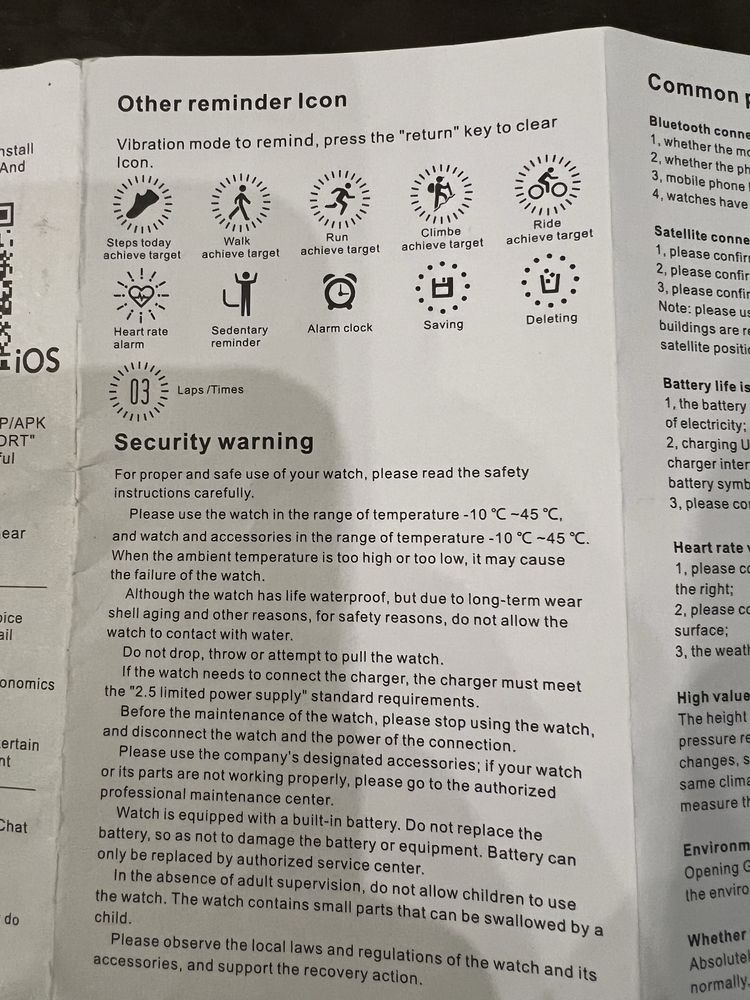 nstall
And
iOS
P/APK
ORT"
ful
ear
oice
ail
onomics
ertain
nt
Chat
do
Other reminder Icon
Vibration mode to remind, press the "return" key to clear
Icon.
Steps today
achieve target
Walk
achieve target
Run
achieve target
Climbe
achieve target
Ride
achieve target
Heart rate
alarm
Sedentary
reminder
Alarm clock
Saving
Deleting
03
Laps /Times
Security warning
For proper and safe use of your watch, please read the safety
instructions carefully.
Please use the watch in the range of temperature -10 ℃ ~45 ℃,
and watch and accessories in the range of temperature -10 ℃ ~45 ℃.
When the ambient temperature is too high or too low, it may cause
the failure of the watch.
Although the watch has life waterproof, but due to long-term wear
shell aging and other reasons, for safety reasons, do not allow the
watch to contact with water.
Do not drop, throw or attempt to pull the watch.
If the watch needs to connect the charger, the charger must meet
the "2.5 limited power supply" standard requirements.
Before the maintenance of the watch, please stop using the watch,
and disconnect the watch and the power of the connection.
Please use the company's designated accessories; if your watch
or its parts are not working properly, please go to the authorized
professional maintenance center.
Watch is equipped with a built-in battery. Do not replace the
battery, so as not to damage the battery or equipment. Battery can
only be replaced by authorized service center.
In the absence of adult supervision, do not allow children to use
the watch. The watch contains small parts that can be swallowed by a
child.
Please observe the local laws and regulations of the watch and its
accessories, and support the recovery action.
Common p
Bluetooth conne
1, whether the mo
2, whether the ph
3, mobile phone
4, watches have
Satellite conne
1, please confir
2, please confir
3, please confir
Note: please us
buildings are re
satellite positio
Battery life is
1, the battery
of electricity;
2, charging U
charger inter
battery symb
3, please co
Heart rate v
1, please co
the right;
2, please co
surface;
3, the weat
High value
The height
pressure re
changes, s
same clima
measure th
Environm
Opening G
the enviro
Whether
Absolutel
normally.